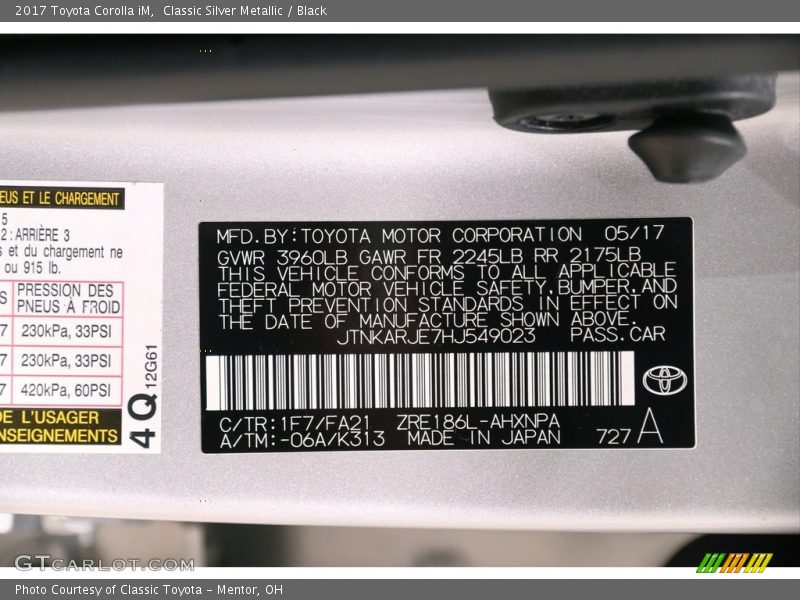 2017 Toyota Corolla iM,  Classic Silver Metallic / Black
EUS ET LE CHARGEMENT
5
2 : ARRIÈRE 3
s et du chargement ne
ou 915 lb.
PRESSION DES
PNEUS À FROID
230kPa, 33PSI
230kPa, 33PSI
420kPa, 60PSI
DE L'USAGER
NSEIGNEMENTS
4Q 12G61
MFD.BY:TOYOTA MOTOR CORPORATION 05/17
GVWR 3960LB GAWR FR 2245LB RR 2175LB
THIS VEHICLE CONFORMS TO ALL APPLICABLE
FEDERAL MOTOR VEHICLE SAFETY,BUMPER,AND
THEFT PREVENTION STANDARDS IN EFFECT ON
THE DATE OF MANUFACTURE SHOWN ABOVE.
JTNKARJE7HJ549023 PASS.CAR
C/TR:1F7/FA21 ZRE186L-AHXNPA
A/TM:-06A/K313 MADE IN JAPAN 727 A
GTCARLOT.COM
Photo Courtesy of Classic Toyota - Mentor, OH